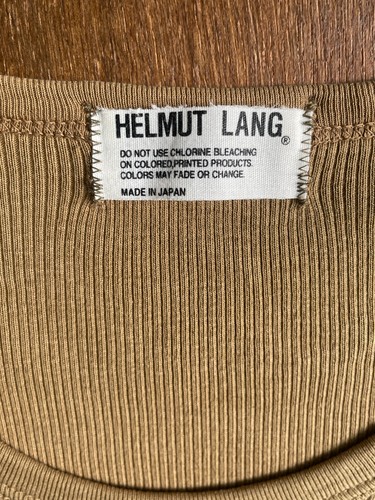 HELMUT LANG®
DO NOT USE CHLORINE BLEACHING
ON COLORED,PRINTED PRODUCTS.
COLORS MAY FADE OR CHANGE.
MADE IN JAPAN